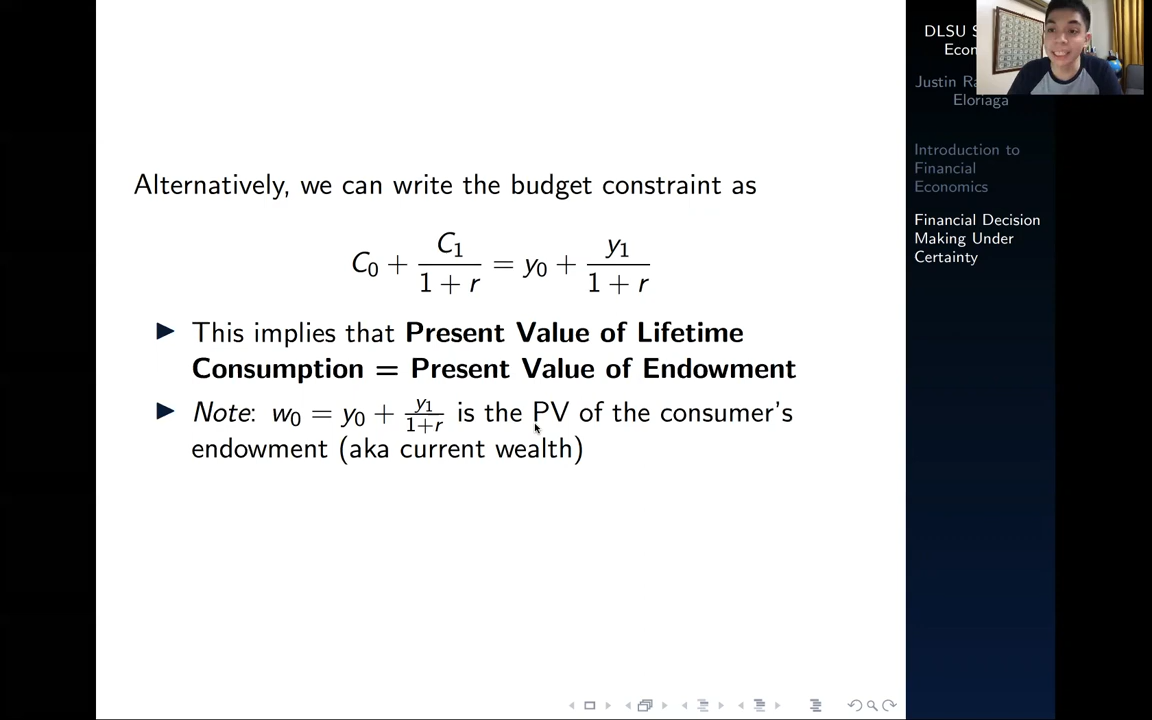 Alternatively, we can write the budget constraint as
C₀ + C₁/(1 + r) = y₀ + y₁/(1 + r)
▶ This implies that Present Value of Lifetime
Consumption = Present Value of Endowment
▶ Note: w₀ = y₀ + y₁/(1+r) is the PV of the consumer's
endowment (aka current wealth)
DLSU
Justin
Eloriaga
Introduction to
Financial
Economics
Financial Decision
Making Under
Certainty